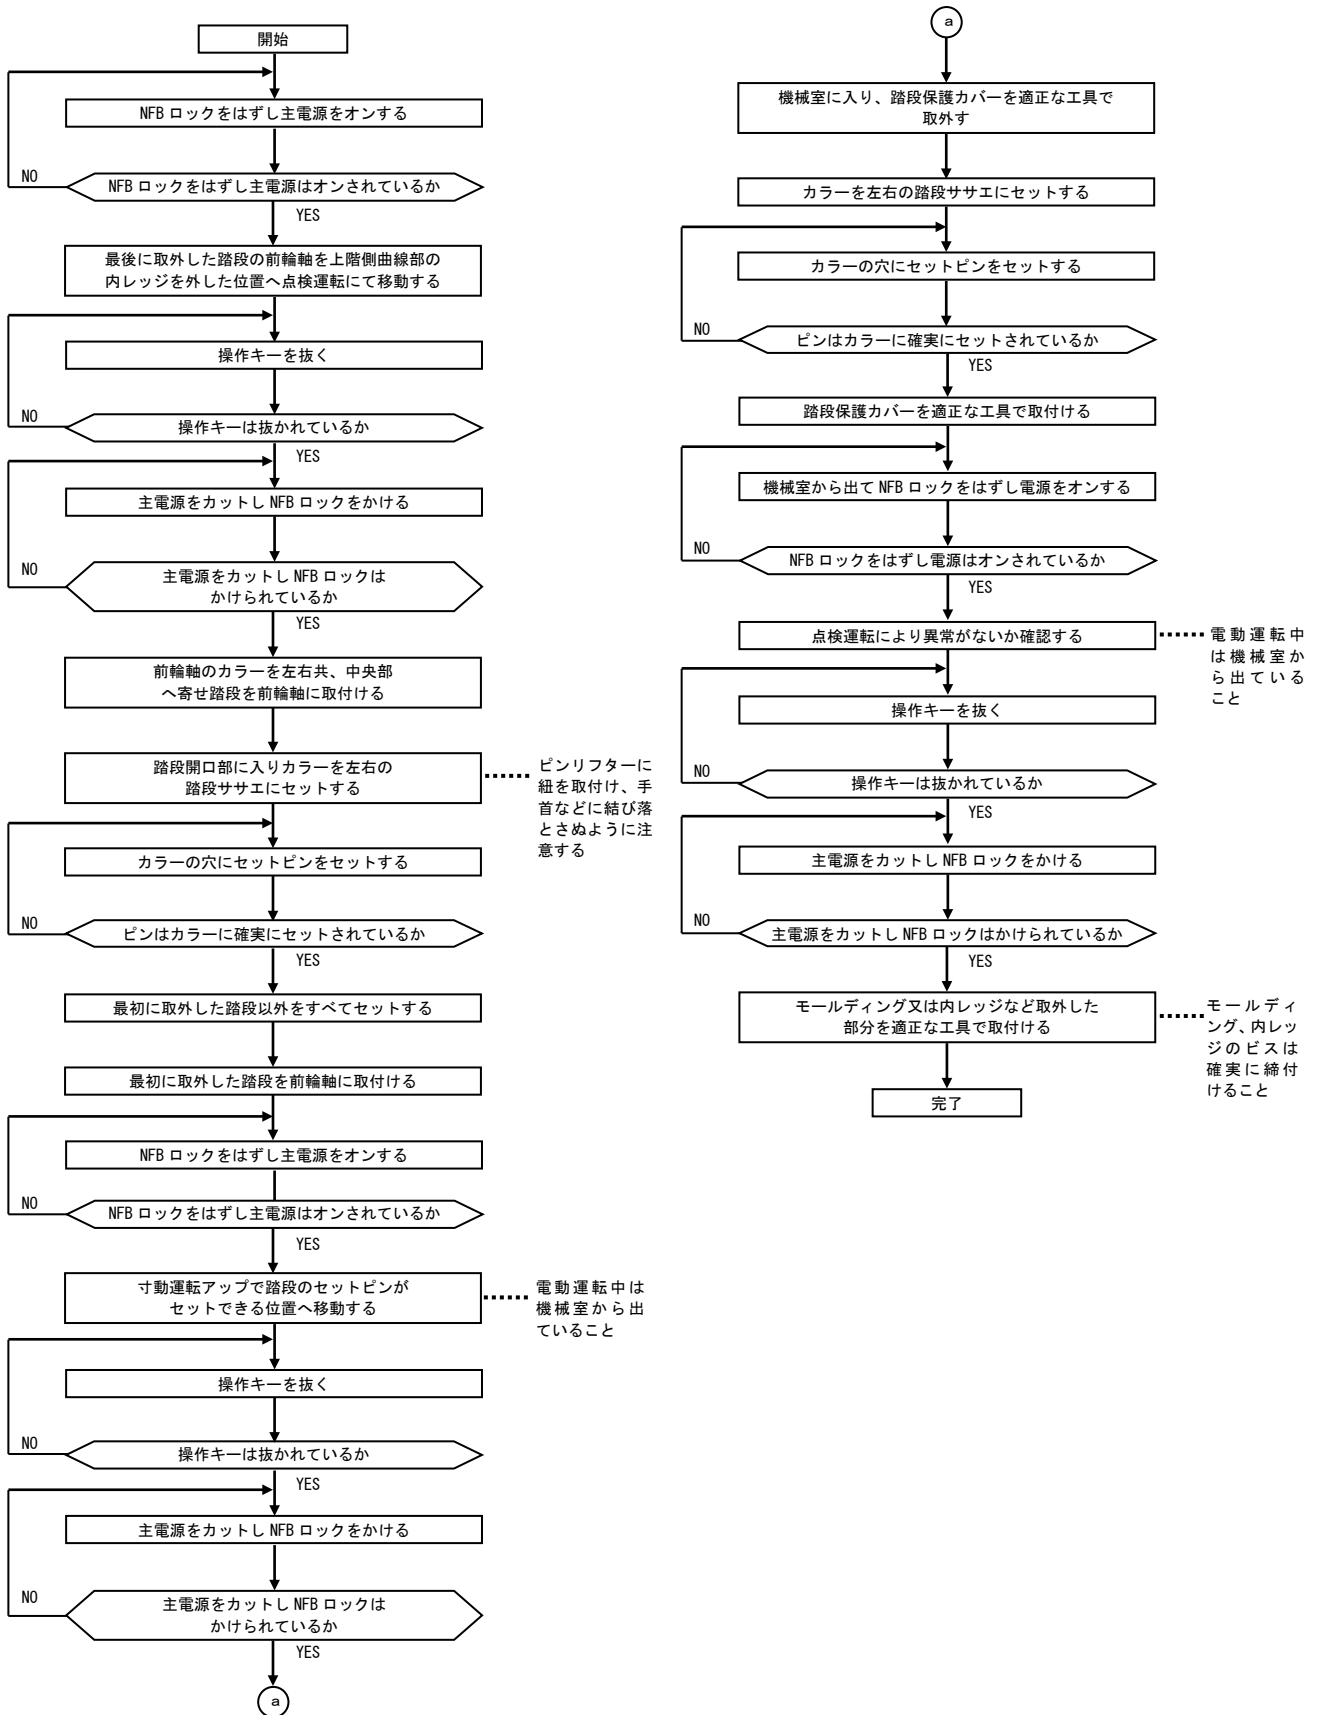 開始
NFB ロックをはずし主電源をオンする
NFB ロックをはずし主電源はオンされているか
NO
YES
最後に取外した踏段の前輪軸を上階側曲線部の
内レッジを外した位置へ点検運転にて移動する
操作キーを抜く
操作キーは抜かれているか
NO
YES
主電源をカットし NFB ロックをかける
主電源をカットし NFB ロックは
かけられているか
NO
YES
前輪軸のカラーを左右共、中央部
へ寄せ踏段を前輪軸に取付ける
踏段開口部に入りカラーを左右の
踏段ササエにセットする
ピンリフターに
紐を取付け、手
首などに結び落
とさぬように注
意する
カラーの穴にセットピンをセットする
ピンはカラーに確実にセットされているか
NO
YES
最初に取外した踏段以外をすべてセットする
最初に取外した踏段を前輪軸に取付ける
NFB ロックをはずし主電源をオンする
NFB ロックをはずし主電源はオンされているか
NO
YES
寸動運転アップで踏段のセットピンが
セットできる位置へ移動する
電動運転中は
機械室から出
ていること
操作キーを抜く
操作キーは抜かれているか
NO
YES
主電源をカットし NFB ロックをかける
主電源をカットし NFB ロックは
かけられているか
NO
YES
a
a
機械室に入り、踏段保護カバーを適正な工具で
取外す
カラーを左右の踏段ササエにセットする
カラーの穴にセットピンをセットする
ピンはカラーに確実にセットされているか
NO
YES
踏段保護カバーを適正な工具で取付ける
機械室から出て NFB ロックをはずし電源をオンする
NFB ロックをはずし電源はオンされているか
NO
YES
点検運転により異常がないか確認する
電動運転中
は機械室か
ら出ている
こと
操作キーを抜く
操作キーは抜かれているか
NO
YES
主電源をカットし NFB ロックをかける
主電源をカットし NFB ロックはかけられているか
NO
YES
モールディング又は内レッジなど取外した
部分を適正な工具で取付ける
モールディ
ング、内レッ
ジのビスは
確実に締付
けること
完了